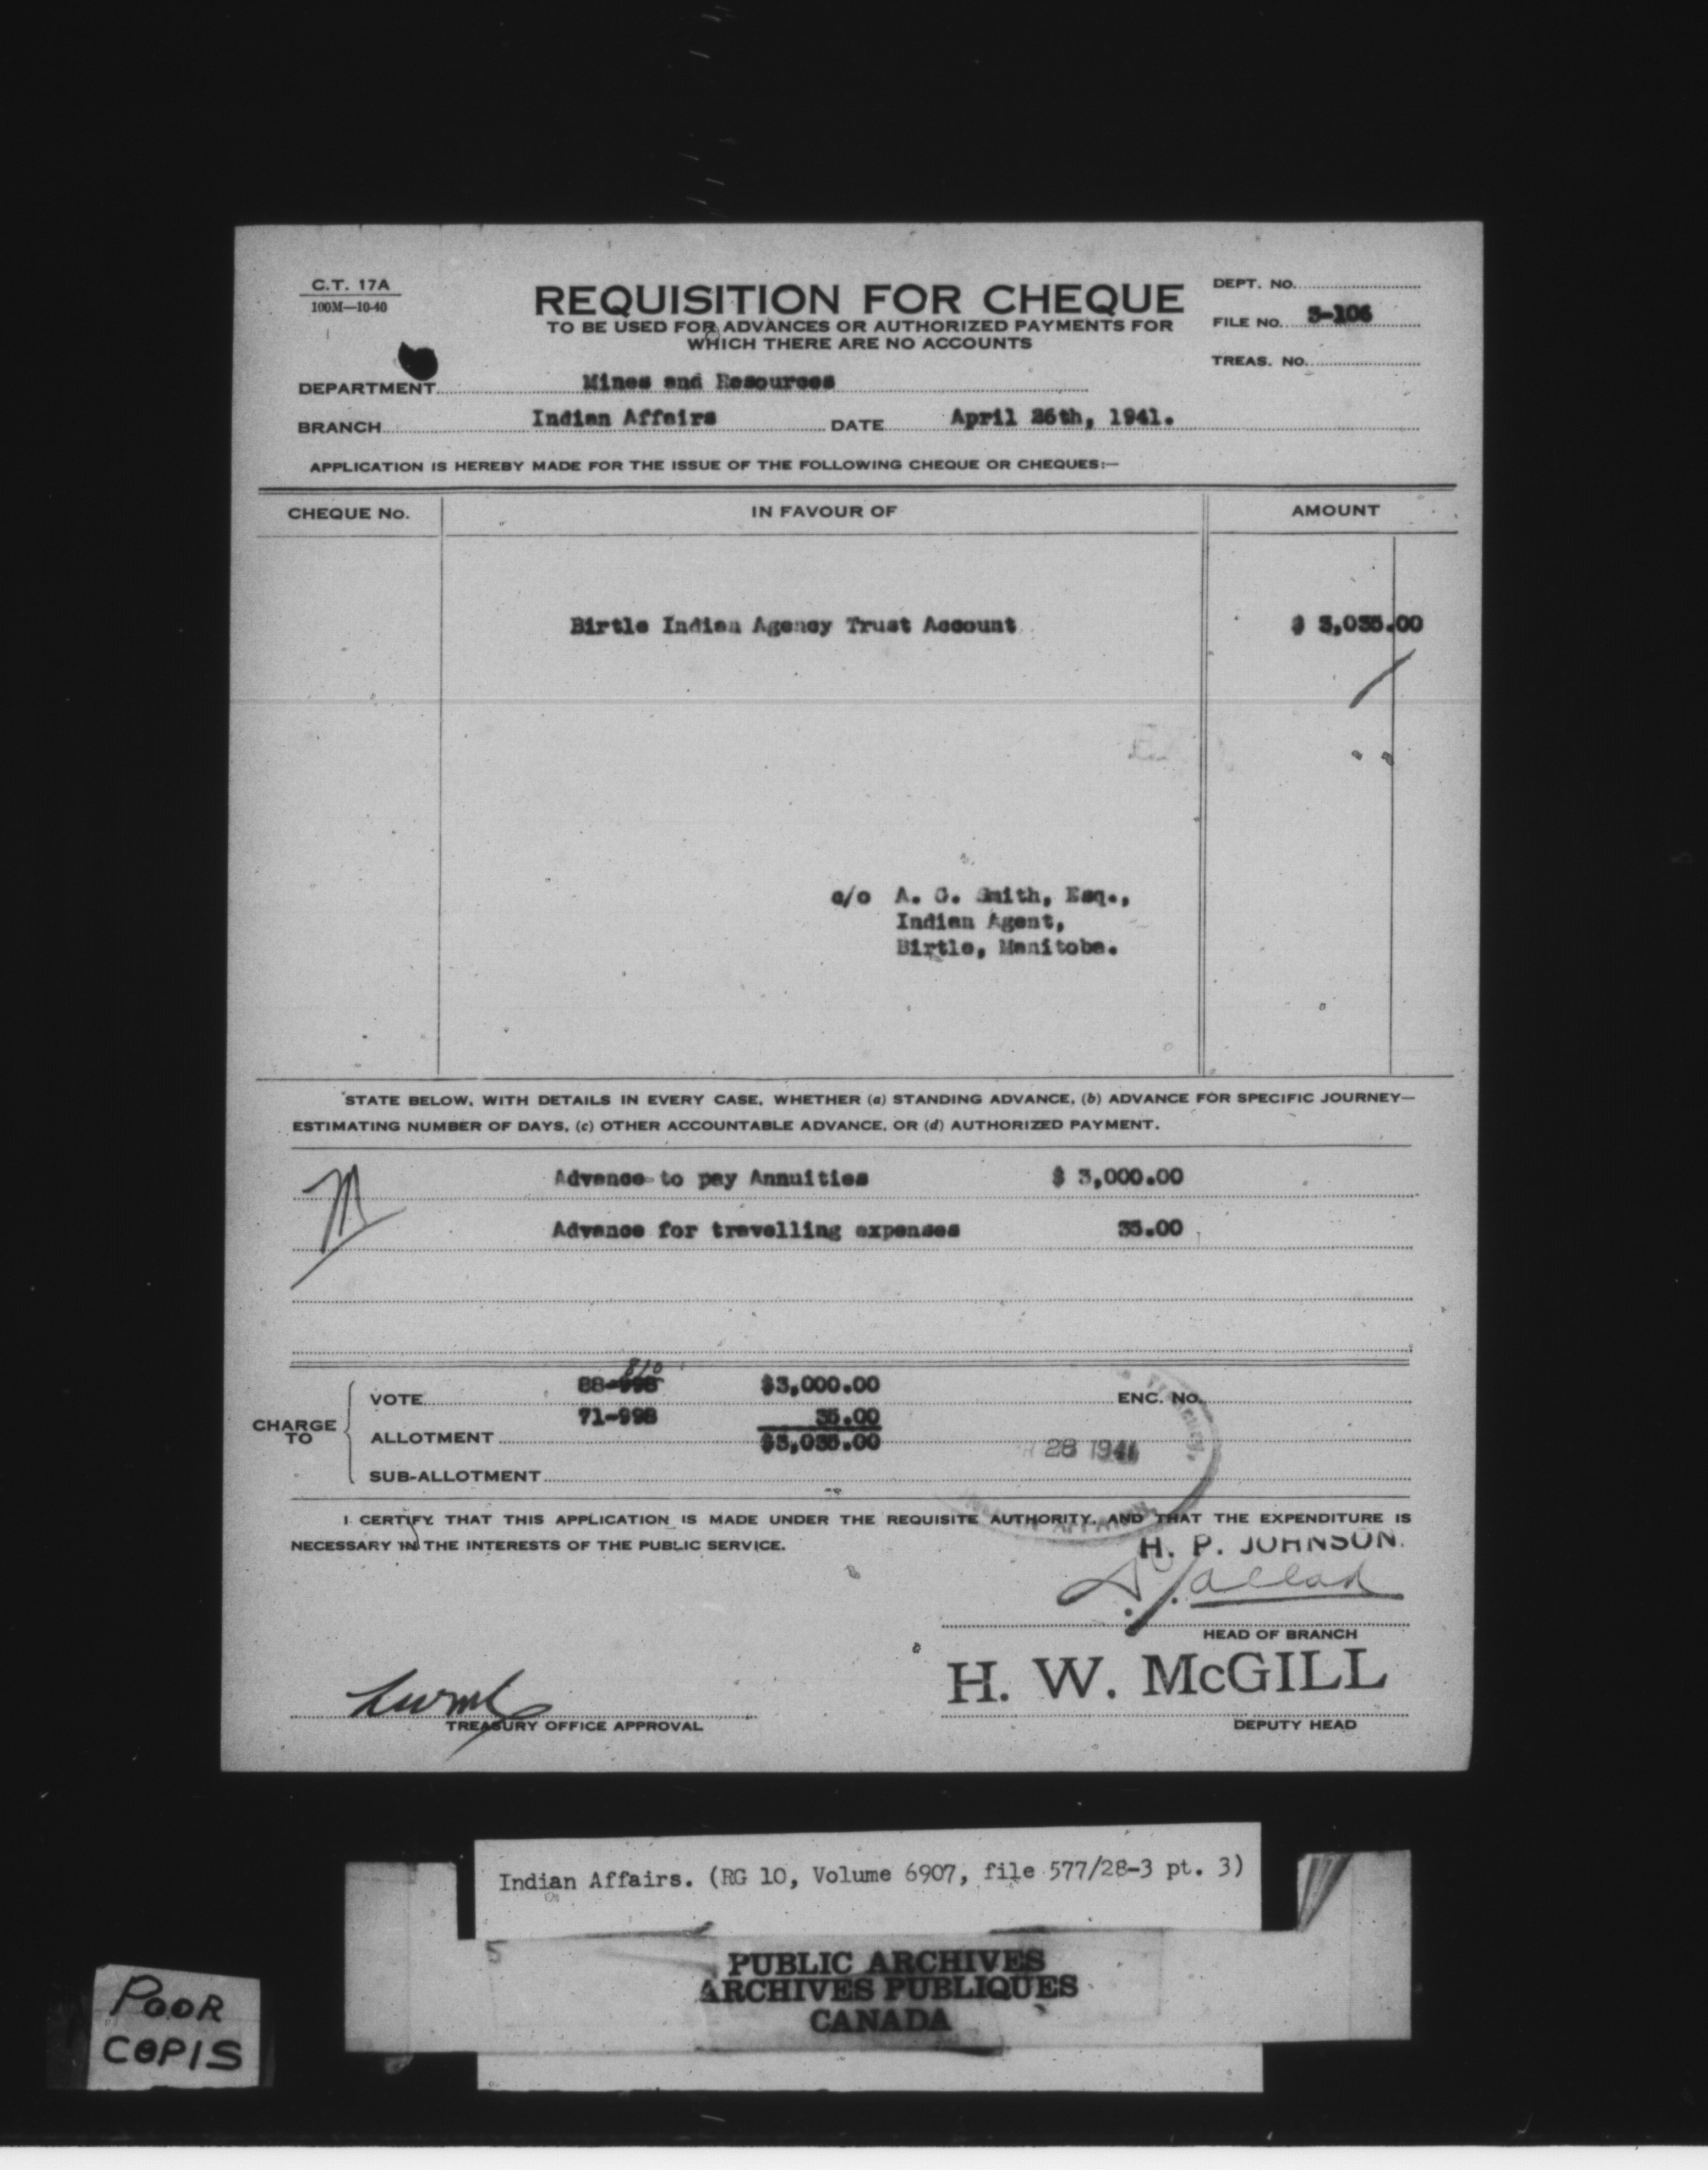 C.T. 17A
100M—10-40
REQUISITION FOR CHEQUE
TO BE USED FOR ADVANCES OR AUTHORIZED PAYMENTS FOR
WHICH THERE ARE NO ACCOUNTS
DEPT. NO.
FILE NO. 3-106
TREAS. NO.
DEPARTMENT Mines and Resources
BRANCH Indian Affairs DATE April 26th, 1941.
APPLICATION IS HEREBY MADE FOR THE ISSUE OF THE FOLLOWING CHEQUE OR CHEQUES:—
CHEQUE No. IN FAVOUR OF AMOUNT
Birtle Indian Agency Trust Account $ 3,035.00
c/o A. G. Smith, Esq.,
Indian Agent,
Birtle, Manitoba.
STATE BELOW, WITH DETAILS IN EVERY CASE, WHETHER (a) STANDING ADVANCE, (b) ADVANCE FOR SPECIFIC JOURNEY—
ESTIMATING NUMBER OF DAYS, (c) OTHER ACCOUNTABLE ADVANCE, OR (d) AUTHORIZED PAYMENT.
Advance to pay Annuities $ 3,000.00
Advance for travelling expenses 35.00
810
CHARGE TO
VOTE 88-998 $3,000.00 ENC. No.
71-998 35.00
ALLOTMENT $3,035.00
28 1941
SUB-ALLOTMENT
I CERTIFY THAT THIS APPLICATION IS MADE UNDER THE REQUISITE AUTHORITY, AND THAT THE EXPENDITURE IS
NECESSARY IN THE INTERESTS OF THE PUBLIC SERVICE.
H. P. JOHNSON.
HEAD OF BRANCH
H. W. McGILL
TREASURY OFFICE APPROVAL
DEPUTY HEAD
Indian Affairs. (RG 10, Volume 6907, file 577/28-3 pt. 3)
5
PUBLIC ARCHIVES
ARCHIVES PUBLIQUES
CANADA
POOR
COPIS